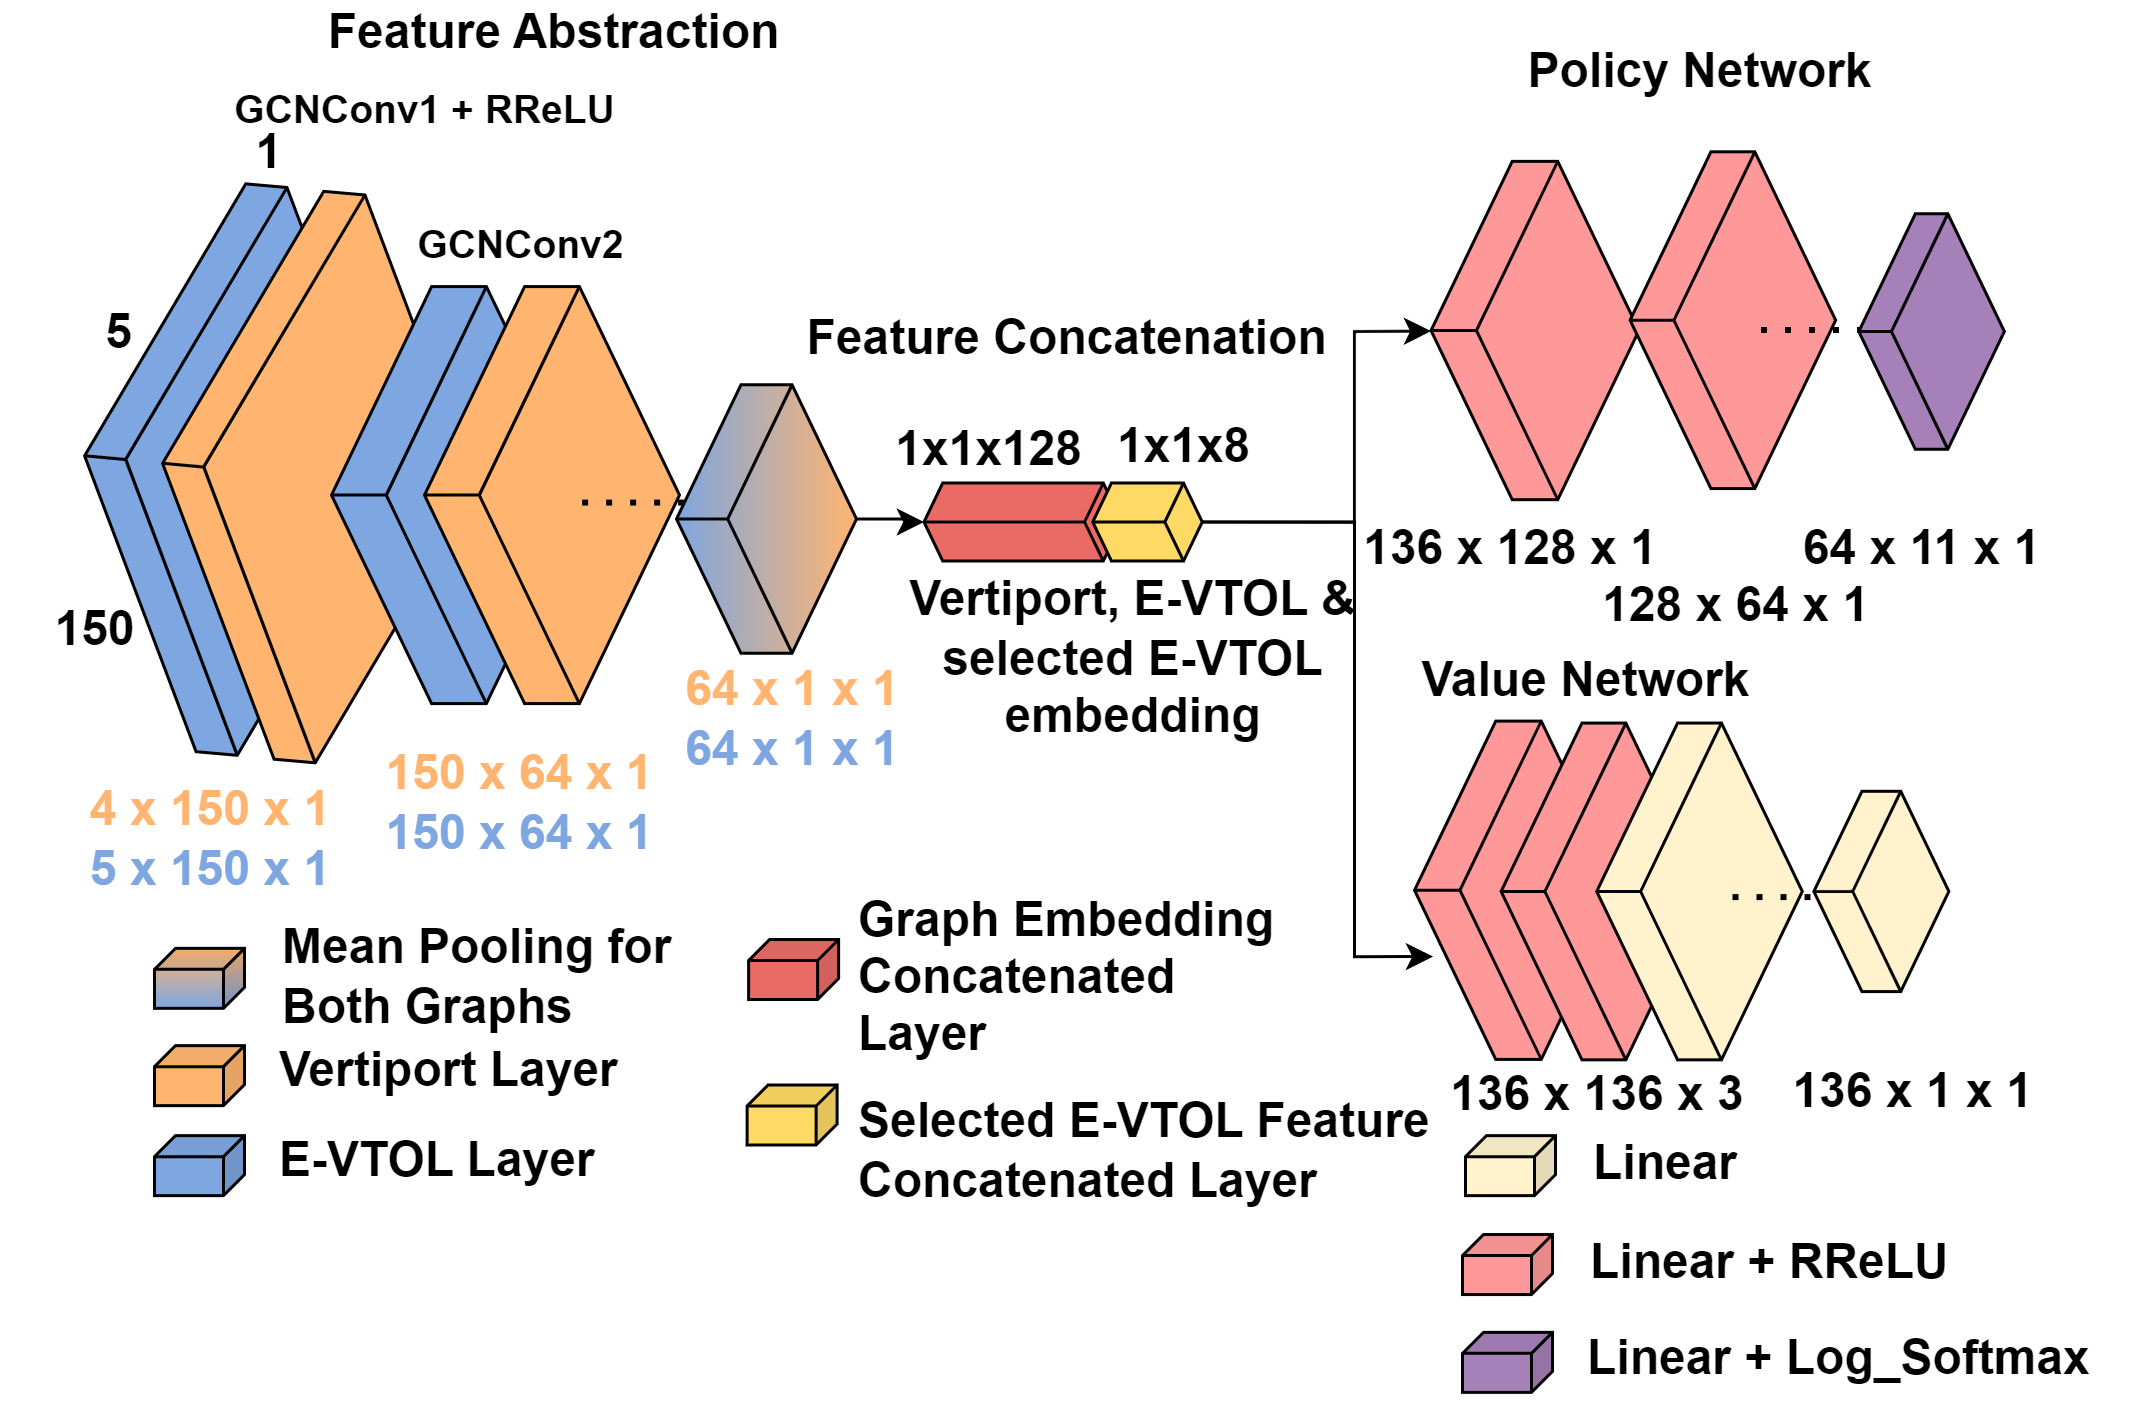 Feature Abstraction
GCNConv1 + RReLU
1
5
150
GCNConv2
4 x 150 x 1
5 x 150 x 1
150 x 64 x 1
150 x 64 x 1
64 x 1 x 1
64 x 1 x 1
Feature Concatenation
1x1x128
1x1x8
Vertiport, E-VTOL &
selected E-VTOL
embedding
Policy Network
136 x 128 x 1
128 x 64 x 1
64 x 11 x 1
Value Network
136 x 136 x 3
136 x 1 x 1
Mean Pooling for
Both Graphs
Vertiport Layer
E-VTOL Layer
Graph Embedding
Concatenated
Layer
Selected E-VTOL Feature
Concatenated Layer
Linear
Linear + RReLU
Linear + Log_Softmax